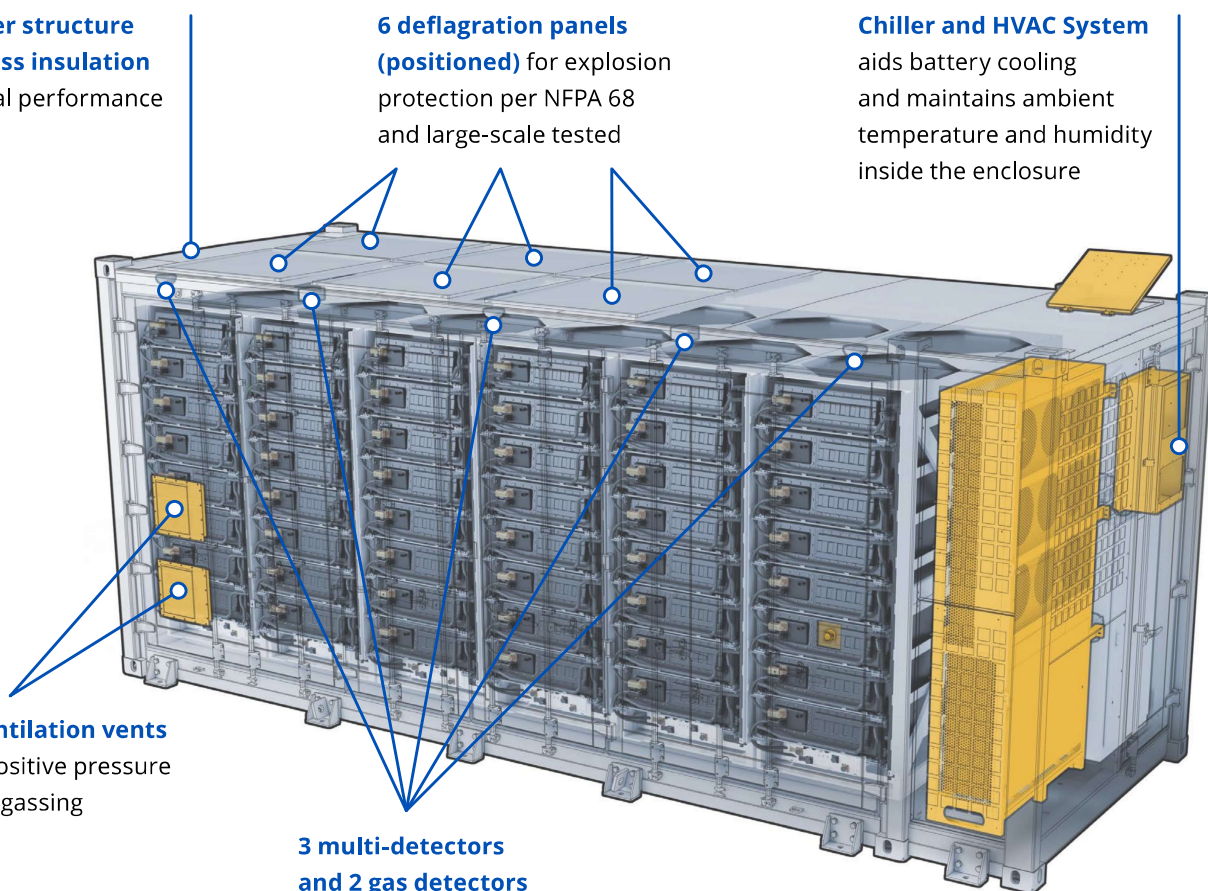 er structure
ss insulation
al performance
6 deflagration panels
(positioned) for explosion
protection per NFPA 68
and large-scale tested
Chiller and HVAC System
aids battery cooling
and maintains ambient
temperature and humidity
inside the enclosure
ntilation vents
ositive pressure
gassing
3 multi-detectors
and 2 gas detectors